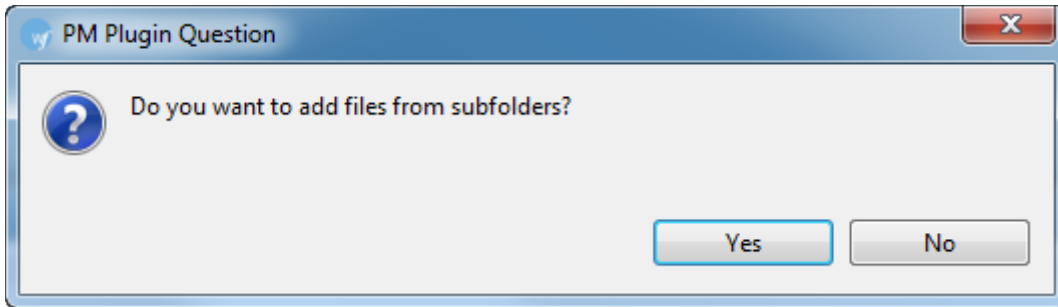 PM Plugin Question
Do you want to add files from subfolders?
Yes
No